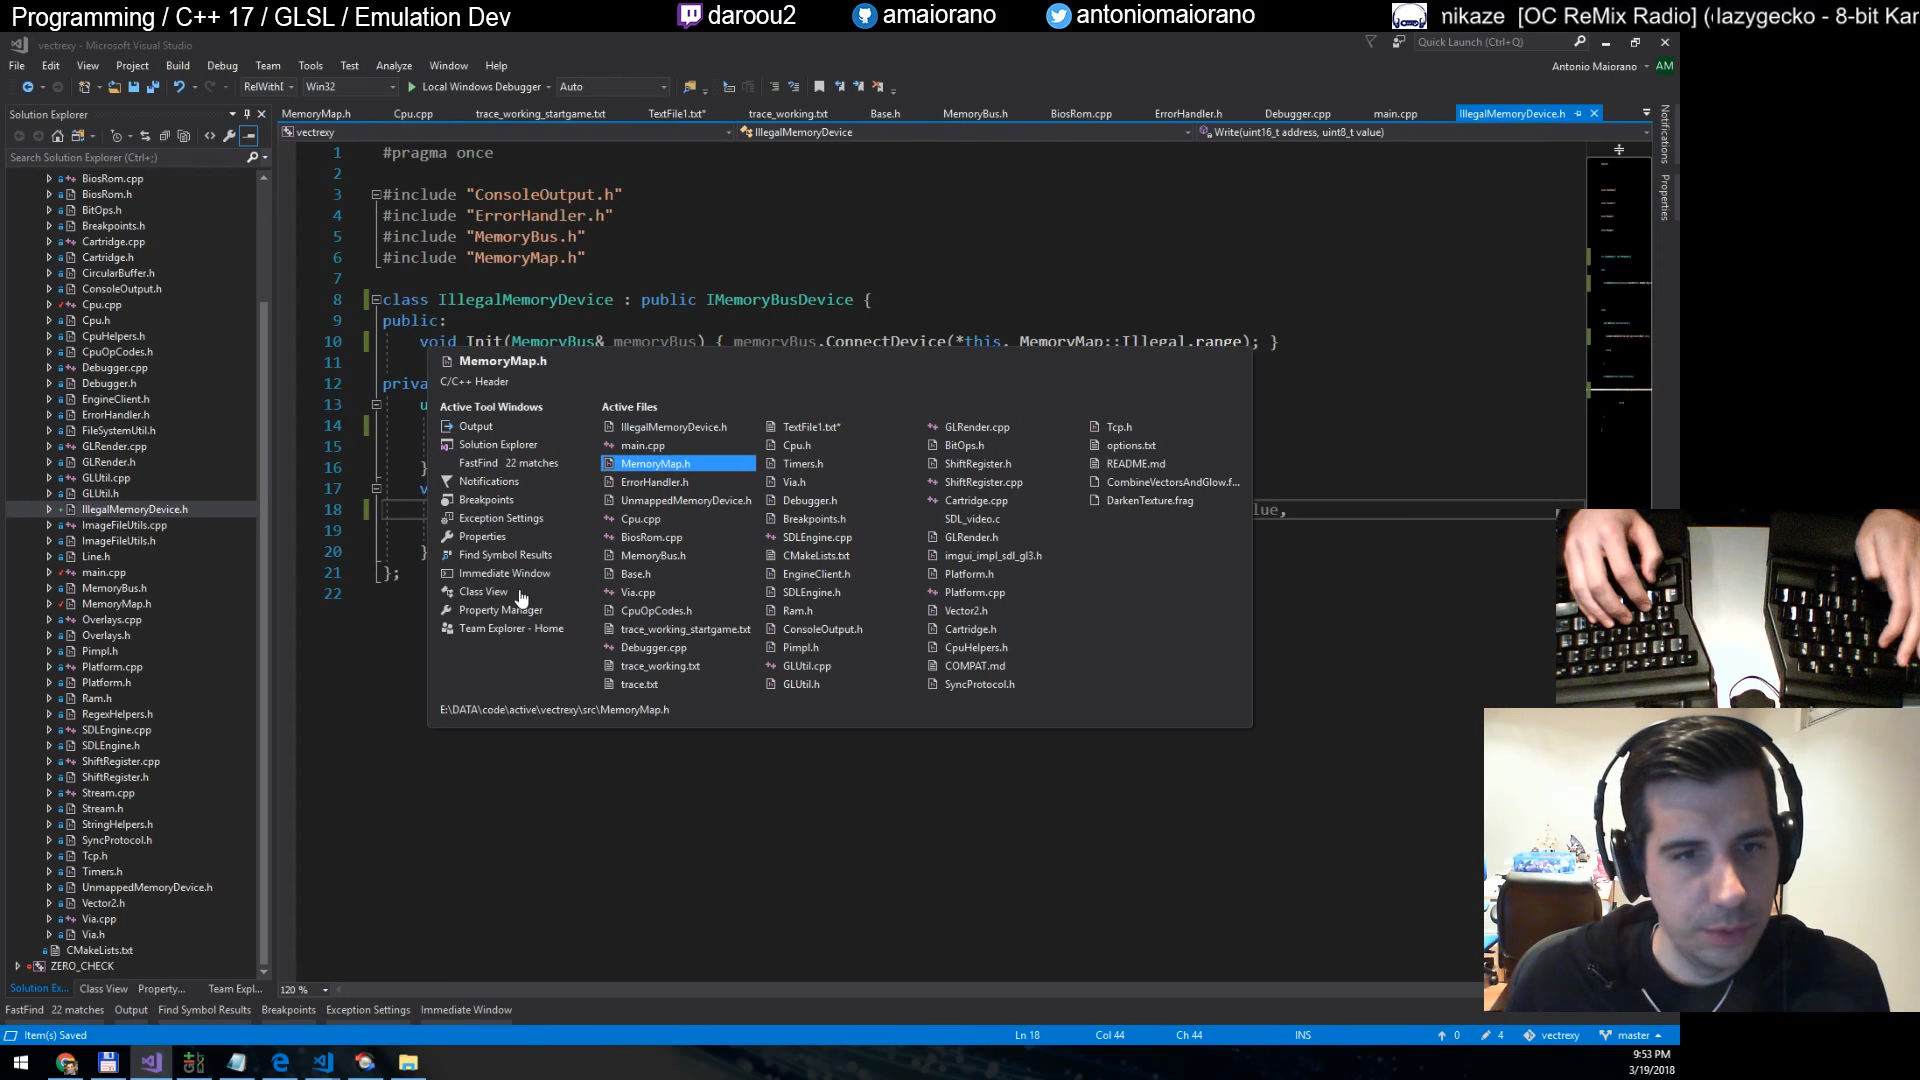 Programming / C++ 17 / GLSL / Emulation Dev
daroou2
amaiorano
antoniomaiorano
nikaze [OC ReMix Radio] (
lazygecko - 8-bit Kar
vectrexy - Microsoft Visual Studio
Quick Launch (Ctrl+Q)
File Edit View Project Build Debug Team Tools Test Analyze Window Help
Antonio Maiorano AM
RelWithI Win32 Local Windows Debugger Auto
Solution Explorer
Search Solution Explorer (Ctrl+;)
BiosRom.cpp
BiosRom.h
BitOps.h
Breakpoints.h
Cartridge.cpp
Cartridge.h
CircularBuffer.h
ConsoleOutput.h
Cpu.cpp
Cpu.h
CpuHelpers.h
CpuOpCodes.h
Debugger.cpp
Debugger.h
EngineClient.h
ErrorHandler.h
FileSystemUtil.h
GLRender.cpp
GLRender.h
GLUtil.cpp
GLUtil.h
IllegalMemoryDevice.h
ImageFileUtils.cpp
ImageFileUtils.h
Line.h
main.cpp
MemoryBus.h
MemoryMap.h
Overlays.cpp
Overlays.h
Pimpl.h
Platform.cpp
Platform.h
Ram.h
RegexHelpers.h
SDLEngine.cpp
SDLEngine.h
ShiftRegister.cpp
ShiftRegister.h
Stream.cpp
Stream.h
StringHelpers.h
SyncProtocol.h
Tcp.h
Timers.h
UnmappedMemoryDevice.h
Vector2.h
Via.cpp
Via.h
CMakeLists.txt
ZERO_CHECK
Solution Ex... Class View Property... Team Expl...
MemoryMap.h Cpu.cpp trace_working_startgame.txt TextFile1.txt* trace_working.txt Base.h MemoryBus.h BiosRom.cpp ErrorHandler.h Debugger.cpp main.cpp IllegalMemoryDevice.h
vectrexy IllegalMemoryDevice Write(uint16_t address, uint8_t value)
1 #pragma once
2
3 #include "ConsoleOutput.h"
4 #include "ErrorHandler.h"
5 #include "MemoryBus.h"
6 #include "MemoryMap.h"
7
8 class IllegalMemoryDevice : public IMemoryBusDevice {
9 public:
10 void Init(MemoryBus& memoryBus) { memoryBus.ConnectDevice(*this, MemoryMap::Illegal.range); }
11
12 priva
13 u
14
15
16 }
17 v
18 lue,
19
20 }
21 };
22
MemoryMap.h
C/C++ Header
Active Tool Windows
Output
Solution Explorer
FastFind 22 matches
Notifications
Breakpoints
Exception Settings
Properties
Find Symbol Results
Immediate Window
Class View
Property Manager
Team Explorer - Home
Active Files
IllegalMemoryDevice.h
main.cpp
MemoryMap.h
ErrorHandler.h
UnmappedMemoryDevice.h
Cpu.cpp
BiosRom.cpp
MemoryBus.h
Base.h
Via.cpp
CpuOpCodes.h
trace_working_startgame.txt
Debugger.cpp
trace_working.txt
trace.txt
TextFile1.txt*
Cpu.h
Timers.h
Via.h
Debugger.h
Breakpoints.h
SDLEngine.cpp
CMakeLists.txt
EngineClient.h
SDLEngine.h
Ram.h
ConsoleOutput.h
Pimpl.h
GLUtil.cpp
GLUtil.h
GLRender.cpp
BitOps.h
ShiftRegister.h
ShiftRegister.cpp
Cartridge.cpp
SDL_video.c
GLRender.h
imgui_impl_sdl_gl3.h
Platform.h
Platform.cpp
Vector2.h
Cartridge.h
CpuHelpers.h
COMPAT.md
SyncProtocol.h
Tcp.h
options.txt
README.md
CombineVectorsAndGlow.f...
DarkenTexture.frag
E:\DATA\code\active\vectrexy\src\MemoryMap.h
Notifications
Properties
120 %
FastFind 22 matches Output Find Symbol Results Breakpoints Exception Settings Immediate Window
Item(s) Saved Ln 18 Col 44 Ch 44 INS 0 4 vectrexy master
9:53 PM
3/19/2018